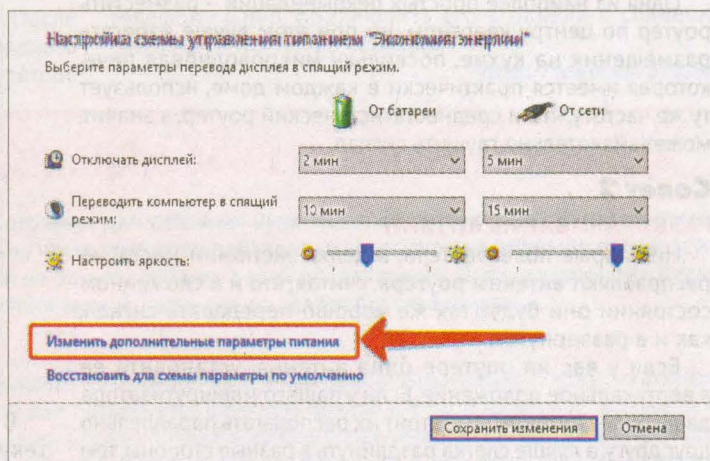 Настройка схемы управления питанием "Экономия энергии"
Выберите параметры перевода дисплея в спящий режим.
От батареи
От сети
Отключать дисплей:
2 мин
5 мин
Переводить компьютер в спящий
режим:
10 мин
15 мин
Настроить яркость:
Изменить дополнительные параметры питания
Восстановить для схемы параметры по умолчанию
Сохранить изменения
Отмена